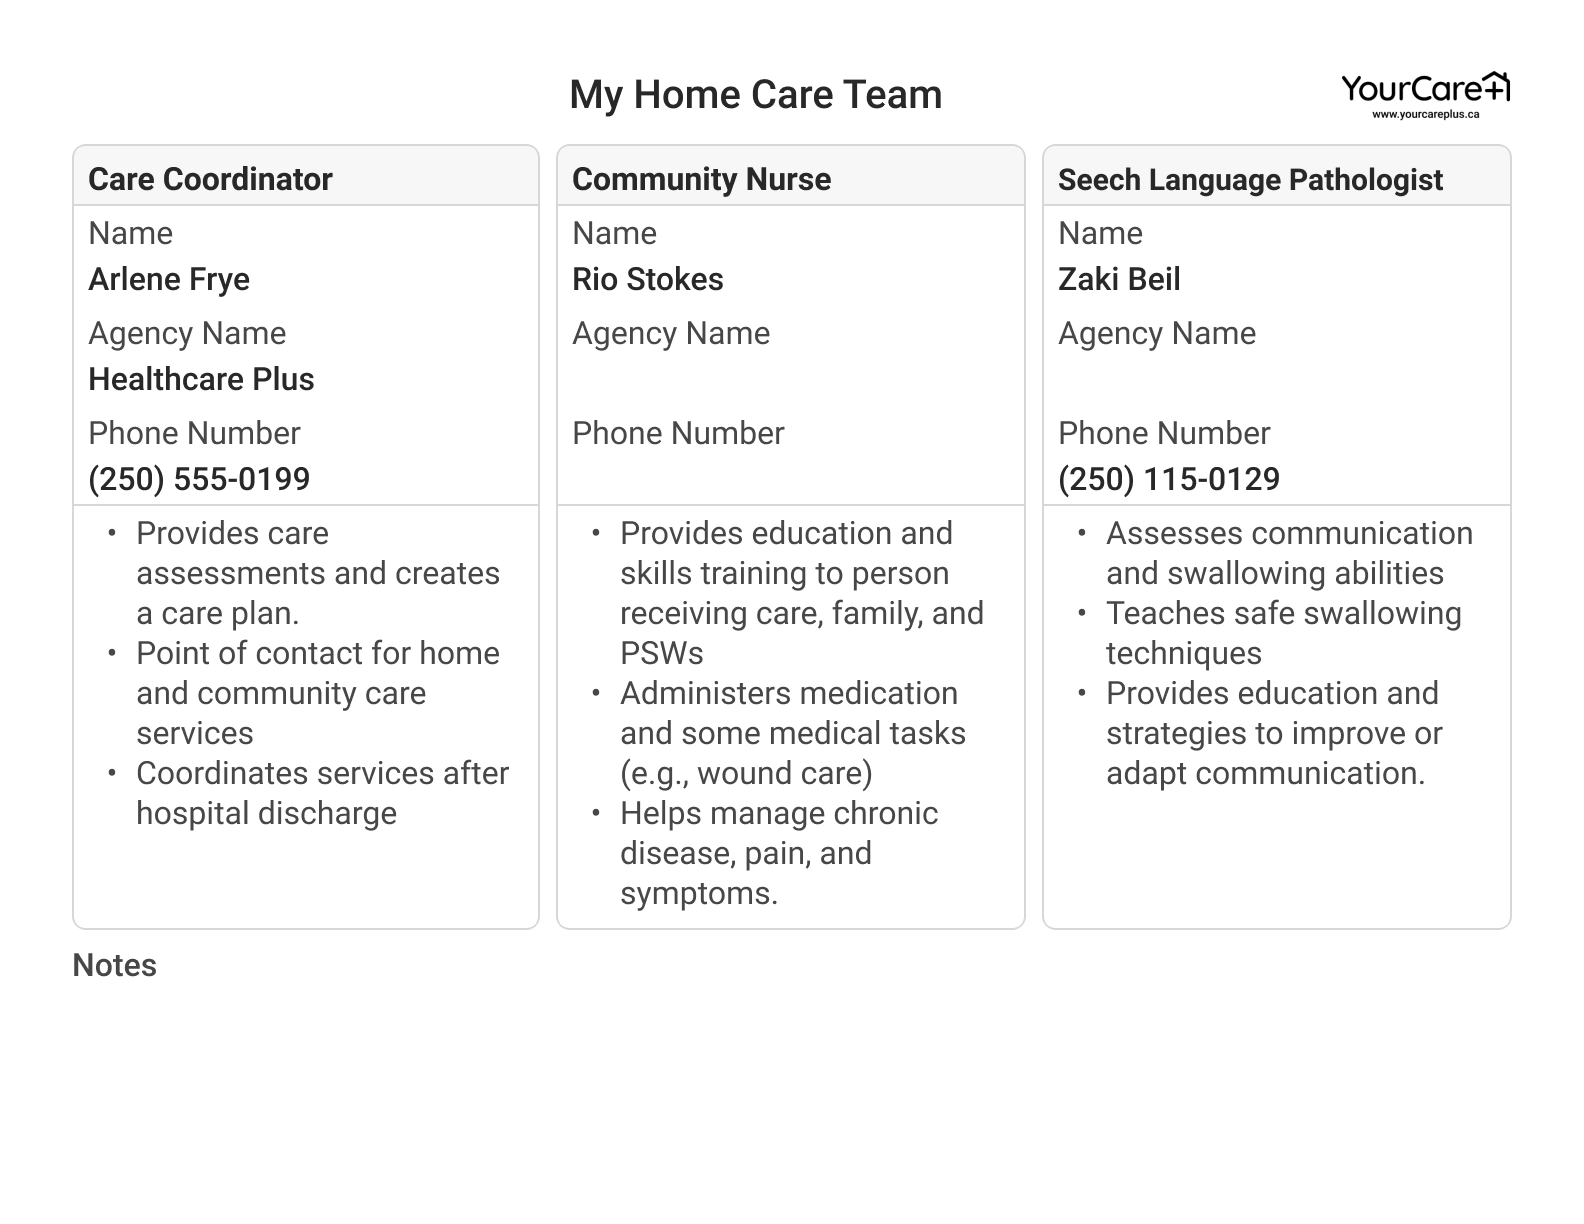 My Home Care Team
YourCare+
www.yourcareplus.ca
Care Coordinator
Name
Arlene Frye
Agency Name
Healthcare Plus
Phone Number
(250) 555-0199
• Provides care
assessments and creates
a care plan.
• Point of contact for home
and community care
services
• Coordinates services after
hospital discharge
Community Nurse
Name
Rio Stokes
Agency Name
Phone Number
• Provides education and
skills training to person
receiving care, family, and
PSWs
• Administers medication
and some medical tasks
(e.g., wound care)
• Helps manage chronic
disease, pain, and
symptoms.
Seech Language Pathologist
Name
Zaki Beil
Agency Name
Phone Number
(250) 115-0129
• Assesses communication
and swallowing abilities
• Teaches safe swallowing
techniques
• Provides education and
strategies to improve or
adapt communication.
Notes